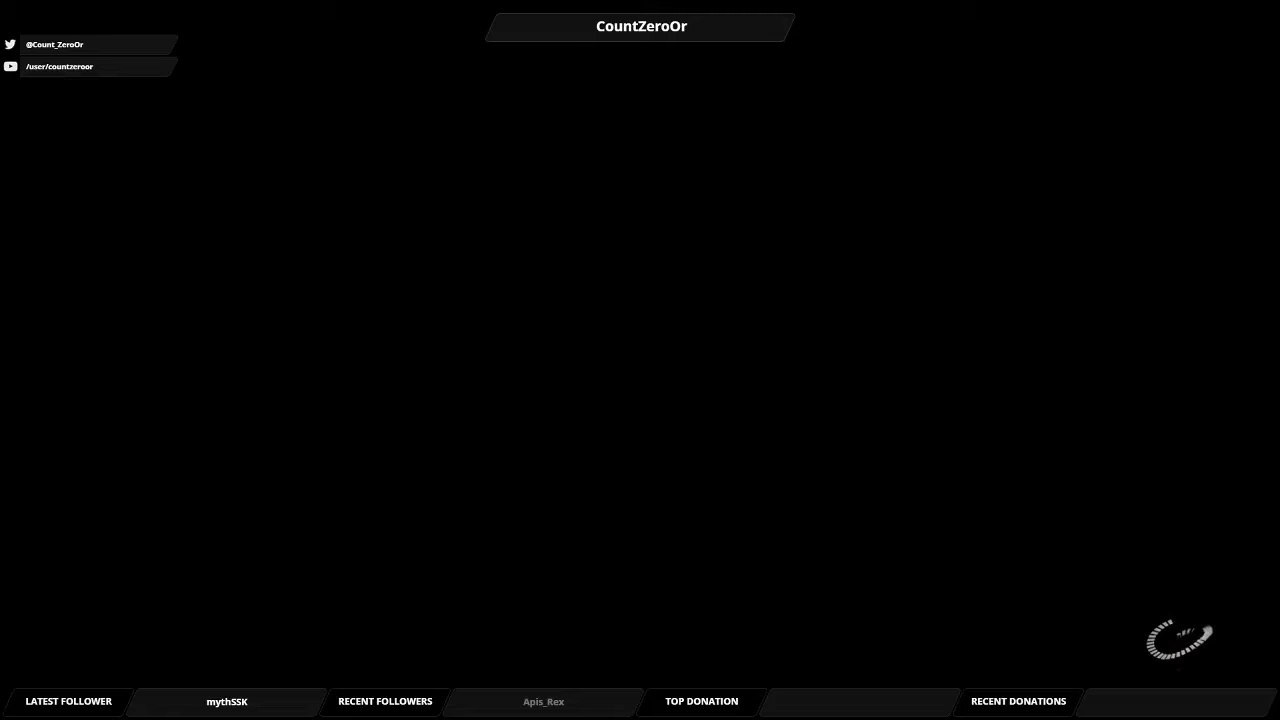 CountZeroOr
@Count_ZeroOr
/user/countzeroor
LATEST FOLLOWER
mythSSK
RECENT FOLLOWERS
Apis_Rex
TOP DONATION
RECENT DONATIONS